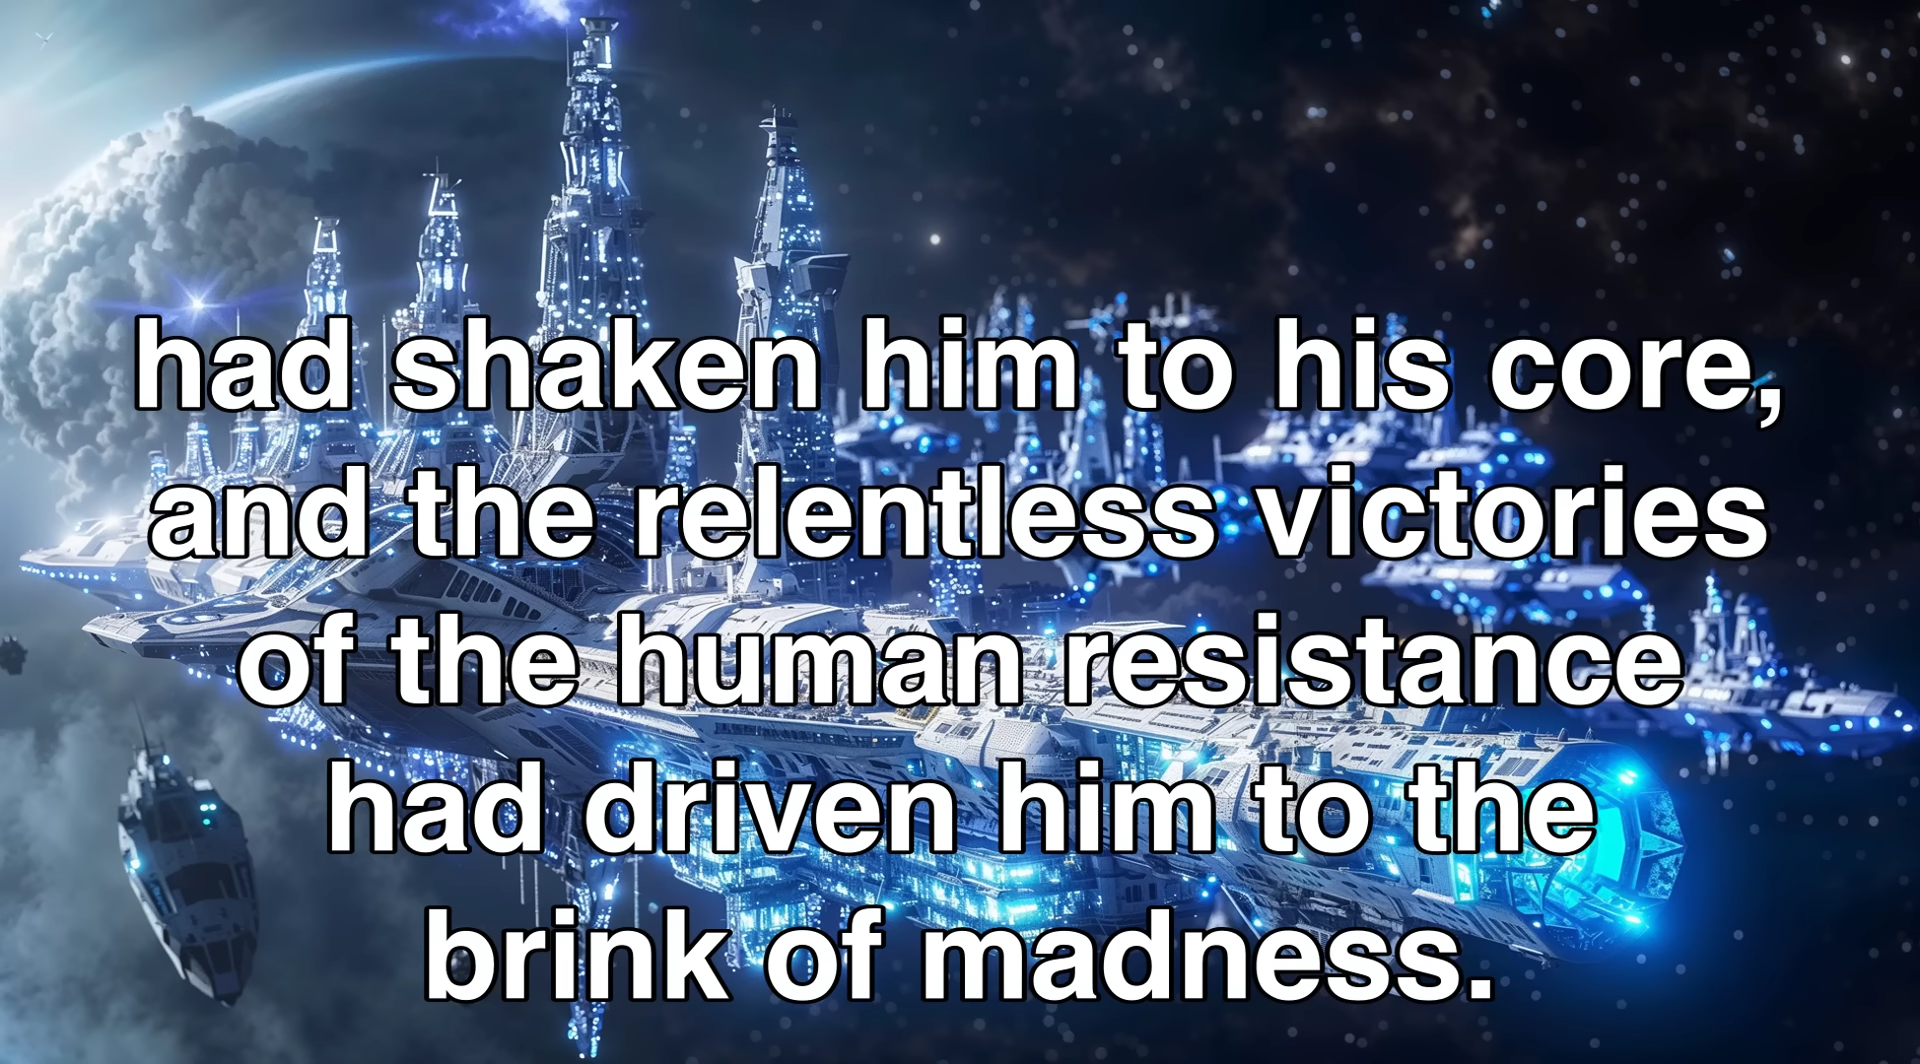 had shaken him to his core,
and the relentless victories
of the human resistance
had driven him to the
brink of madness.